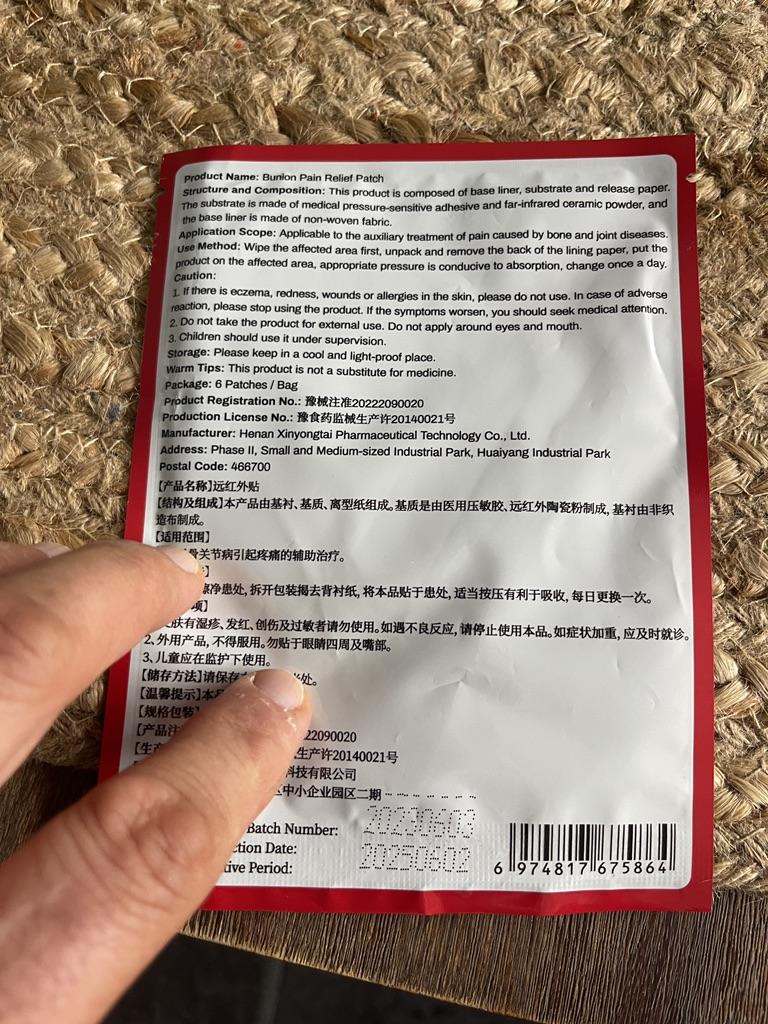 Product Name: Bunion Pain Relief Patch
Structure and Composition: This product is composed of base liner, substrate and release paper.
The substrate is made of medical pressure-sensitive adhesive and far-infrared ceramic powder, and
the base liner is made of non-woven fabric.
Application Scope: Applicable to the auxiliary treatment of pain caused by bone and joint diseases.
Use Method: Wipe the affected area first, unpack and remove the back of the lining paper, put the
product on the affected area, appropriate pressure is conducive to absorption, change once a day.
Caution:
1. If there is eczema, redness, wounds or allergies in the skin, please do not use. In case of adverse
reaction, please stop using the product. If the symptoms worsen, you should seek medical attention.
2. Do not take the product for external use. Do not apply around eyes and mouth.
3. Children should use it under supervision.
Storage: Please keep in a cool and light-proof place.
Warm Tips: This product is not a substitute for medicine.
Package: 6 Patches / Bag
Product Registration No.: 豫械注准20222090020
Production License No.: 豫食药监械生产许20140021号
Manufacturer: Henan Xinyongtai Pharmaceutical Technology Co., Ltd.
Address: Phase II, Small and Medium-sized Industrial Park, Huaiyang Industrial Park
Postal Code: 466700
【产品名称】远红外贴
【结构及组成】本产品由基衬、基质、离型纸组成。基质是由医用压敏胶、远红外陶瓷粉制成, 基衬由非织
造布制成。
【适用范围】
骨关节病引起疼痛的辅助治疗。
】
擦净患处, 拆开包装揭去背衬纸, 将本品贴于患处, 适当按压有利于吸收, 每日更换一次。
项】
肤有湿疹、发红、创伤及过敏者请勿使用。如遇不良反应, 请停止使用本品。如症状加重, 应及时就诊。
2、外用产品, 不得服用。勿贴于眼睛四周及嘴部。
3、儿童应在监护下使用。
【储存方法】请保存 处。
【温馨提示】本
【规格包装】
【产品注 22090020
【生产 生产许20140021号
科技有限公司
中小企业园区二期
Batch Number:
ction Date: 20230603
tive Period: 20250602
6 974817 675864